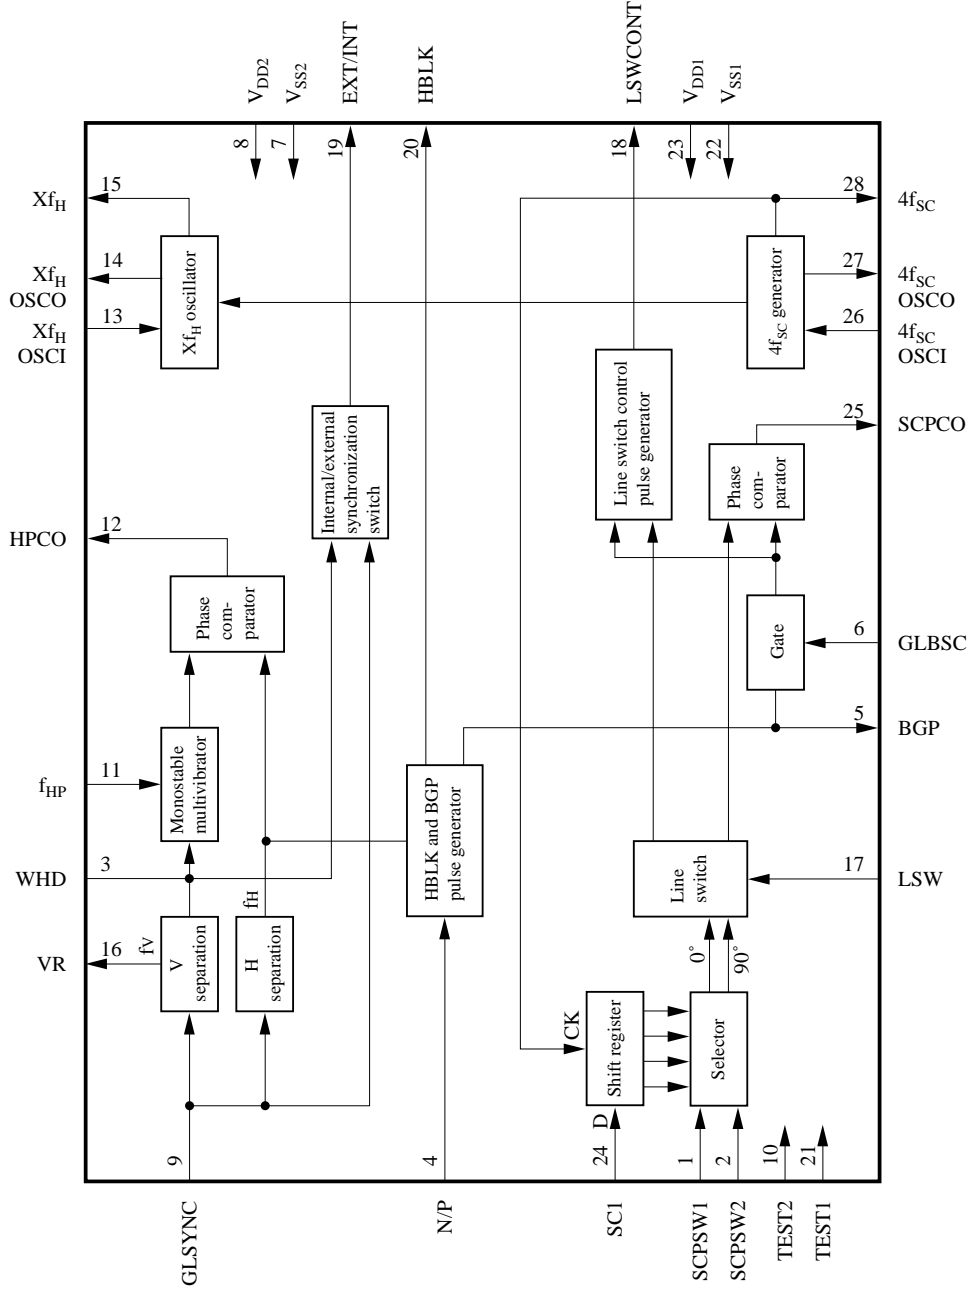 V_DD2
V_SS2
EXT/INT
HBLK
LSWCONT
V_DD1
V_SS1
8
7
19
20
18
23
22
Xf_H
15
Xf_H
OSCO
14
Xf_H
OSCI
13
Xf_H oscillator
4f_SC generator
28
4f_SC
27
4f_SC
OSCO
26
4f_SC
OSCI
Internal/external
synchronization
switch
Line switch control
pulse generator
25
SCPCO
Phase
com-
parator
HPCO
12
Phase
com-
parator
Gate
6
GLBSC
5
BGP
f_HP
11
Monostable
multivibrator
HBLK and BGP
pulse generator
WHD
3
fH
Line
switch
17
LSW
VR
16
fv
V
separation
H
separation
0°
90°
CK
Shift register
D
Selector
9
4
24
1
2
10
21
GLSYNC
N/P
SC1
SCPSW1
SCPSW2
TEST2
TEST1